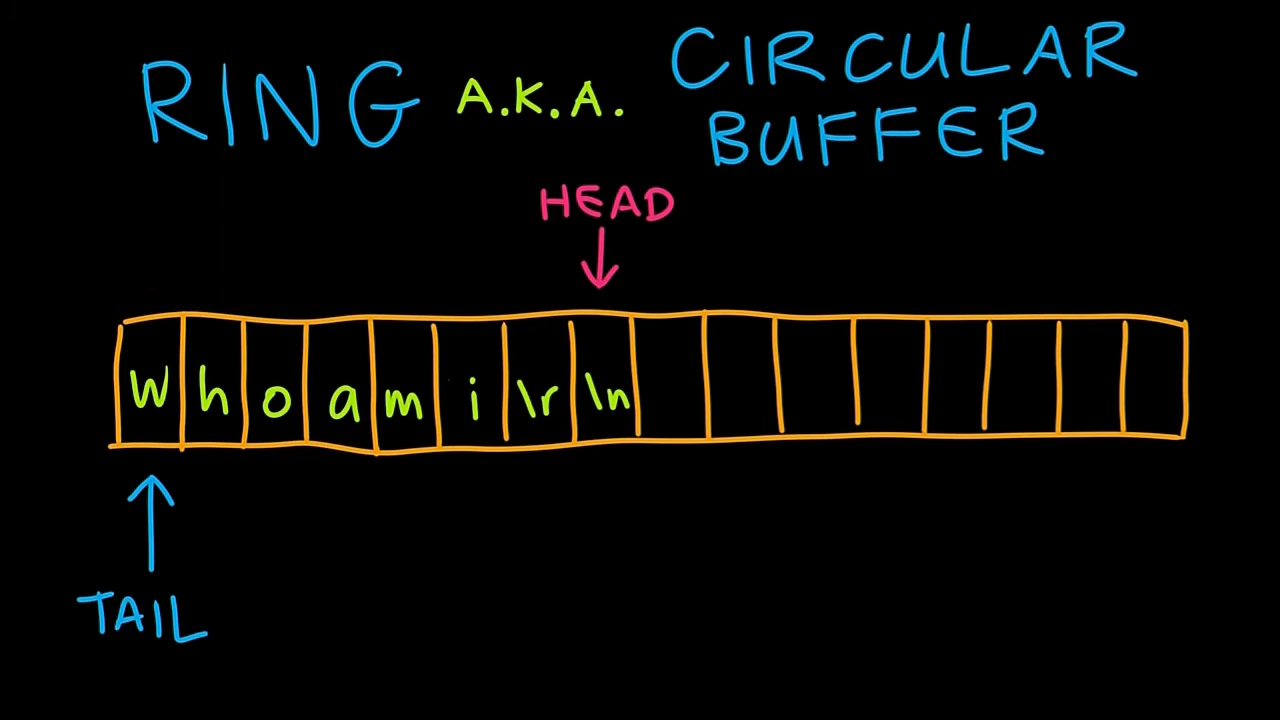 RING A.K.A. CIRCULAR
BUFFER
HEAD
W h o a m i \r \n
TAIL